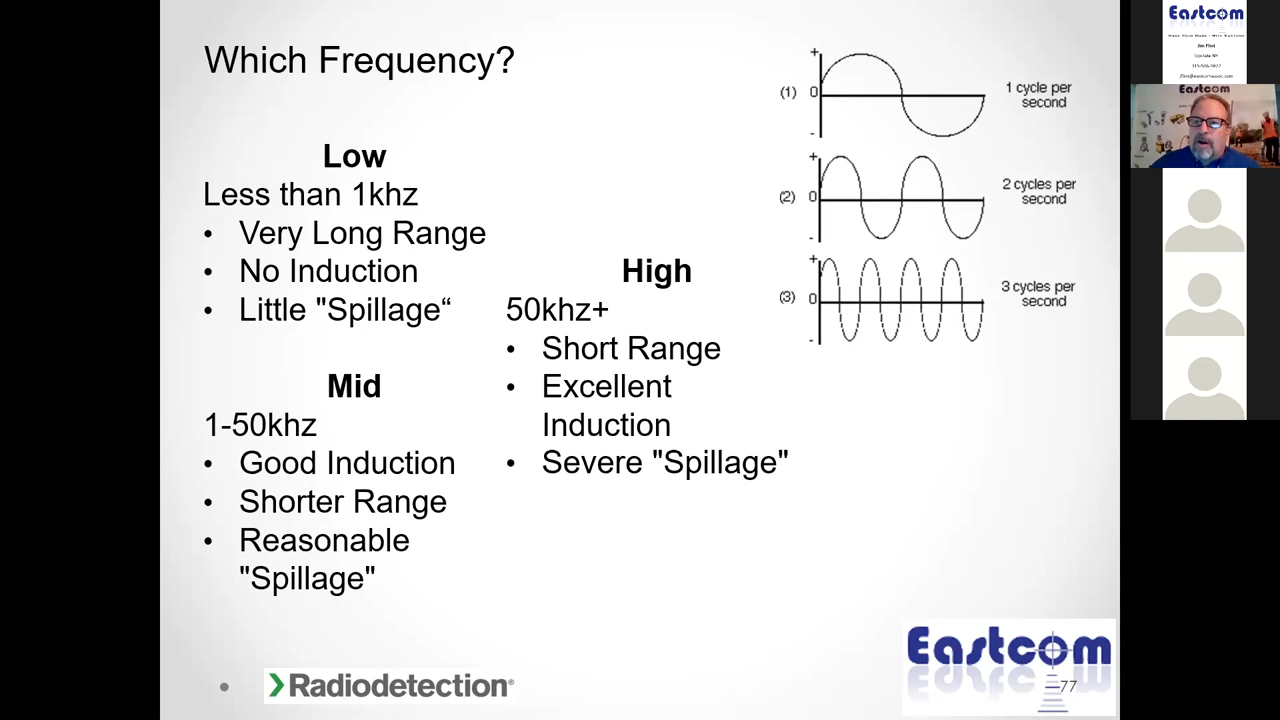 Which Frequency?
Low
Less than 1khz
• Very Long Range
• No Induction
• Little "Spillage“
Mid
1-50khz
• Good Induction
• Shorter Range
• Reasonable
"Spillage"
High
50khz+
• Short Range
• Excellent
Induction
• Severe "Spillage"
+
(1) 0
-
1 cycle per
second
+
(2) 0
-
2 cycles per
second
+
(3) 0
-
3 cycles per
second
• Radiodetection®
Eastcom
77
Eastcom
Eastcom